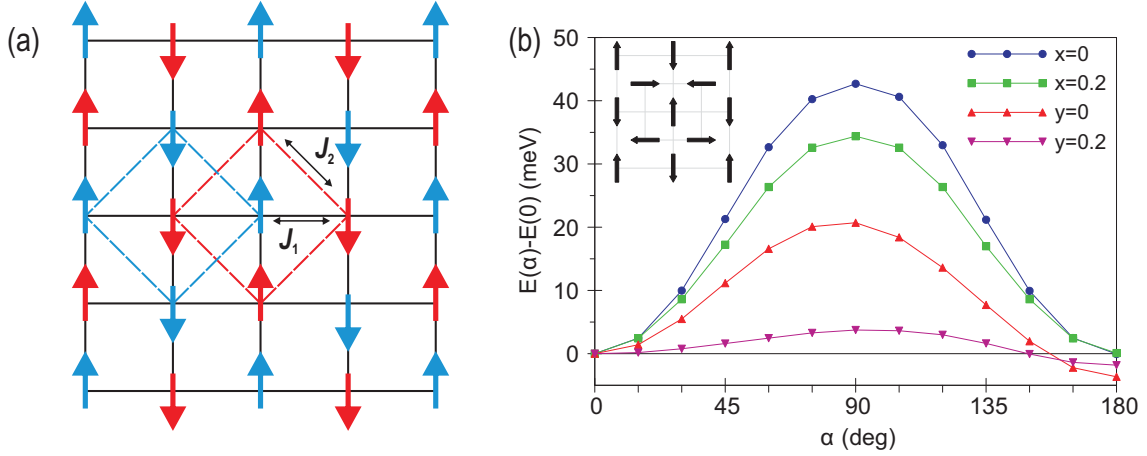 (a)
J2
J1
(b)
E(α)-E(0) (meV)
50
40
30
20
10
0
x=0
x=0.2
y=0
y=0.2
0 45 90 135 180
α (deg)